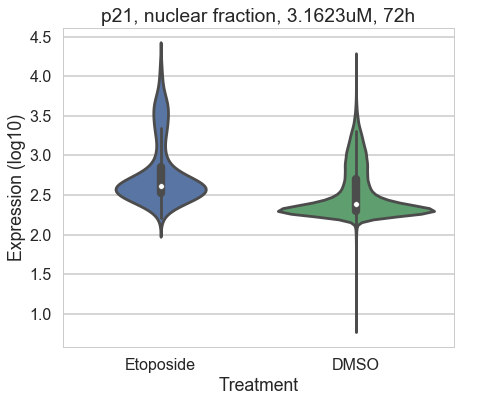 p21, nuclear fraction, 3.1623uM, 72h
4.5
4.0
3.5
3.0
2.5
2.0
1.5
1.0
Expression (log10)
Etoposide
DMSO
Treatment